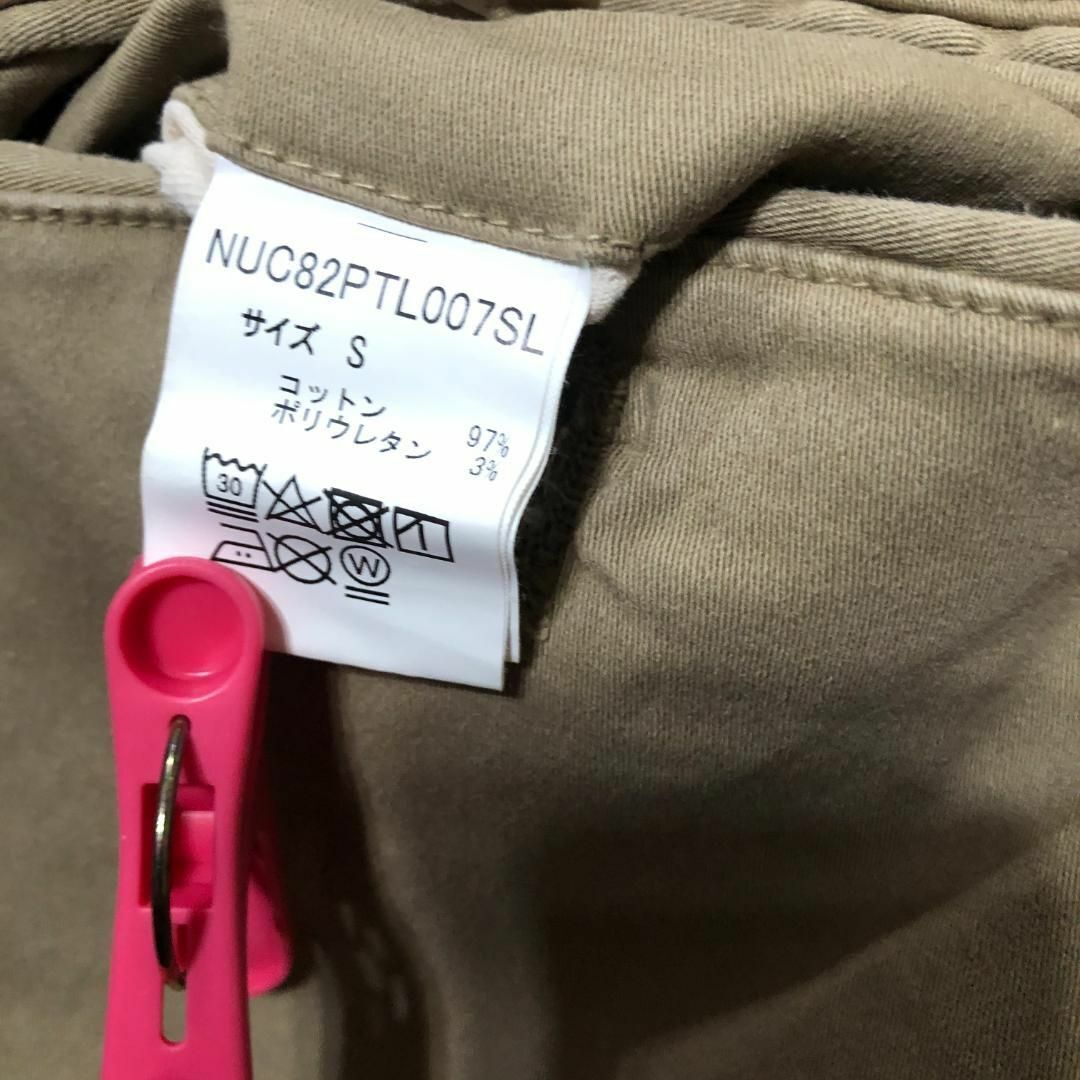 NUC82PTL007SL
サイズ S
コットン 97%
ポリウレタン 3%
30
W